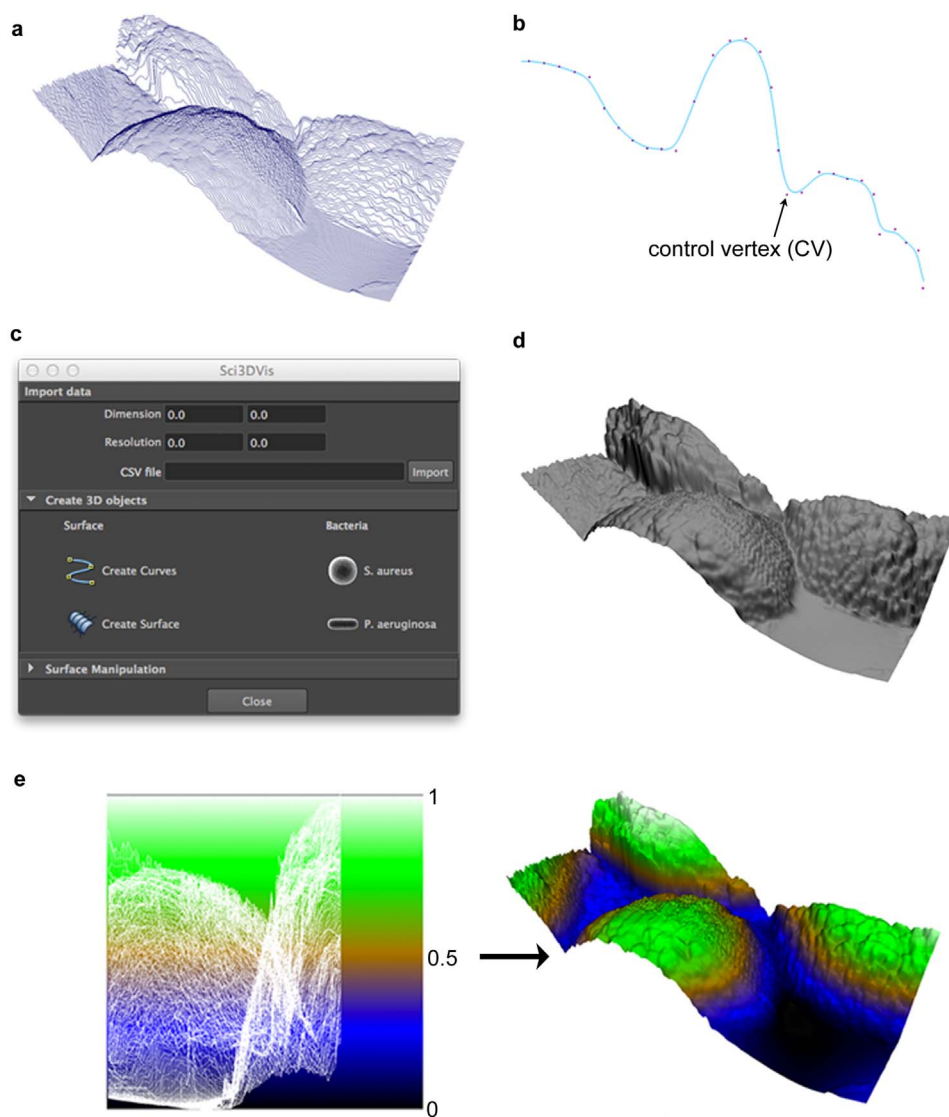 a
b
control vertex (CV)
c
Sci3DVis
Import data
Dimension 0.0 0.0
Resolution 0.0 0.0
CSV file Import
Create 3D objects
Surface Bacteria
Create Curves S. aureus
Create Surface P. aeruginosa
Surface Manipulation
Close
d
e
1
0.5
0